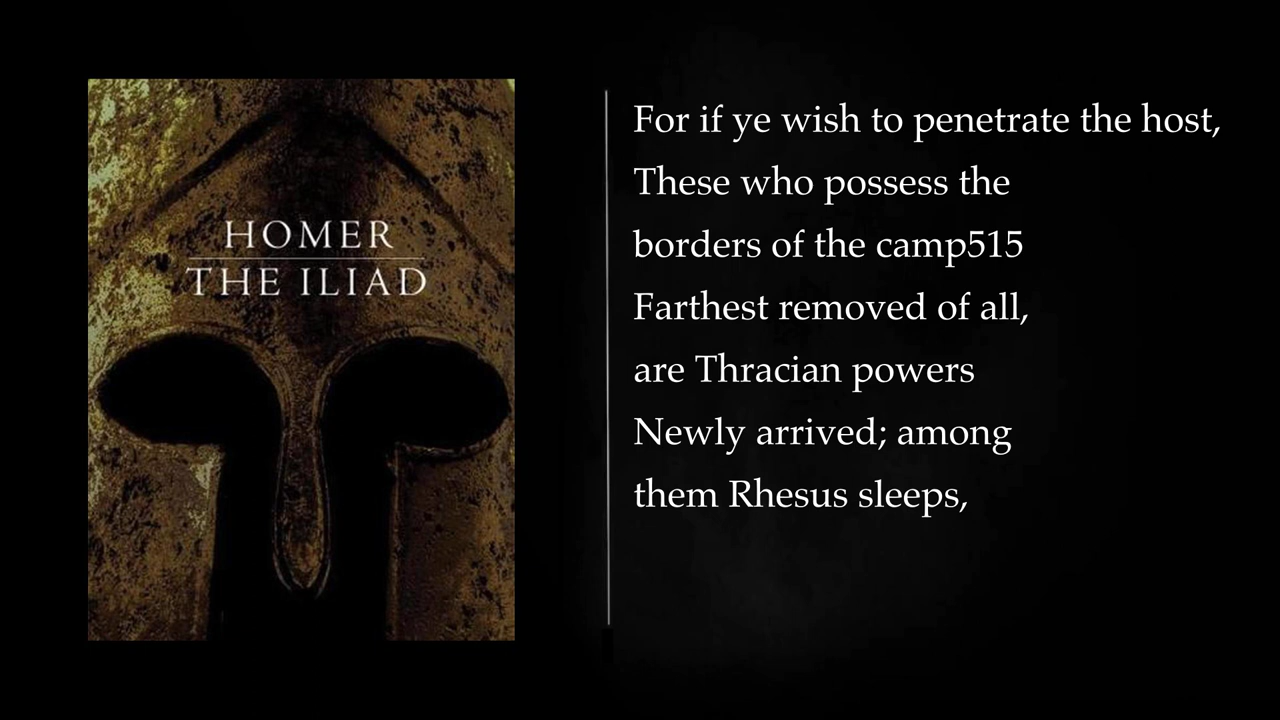 HOMER
THE ILIAD
For if ye wish to penetrate the host,
These who possess the
borders of the camp515
Farthest removed of all,
are Thracian powers
Newly arrived; among
them Rhesus sleeps,